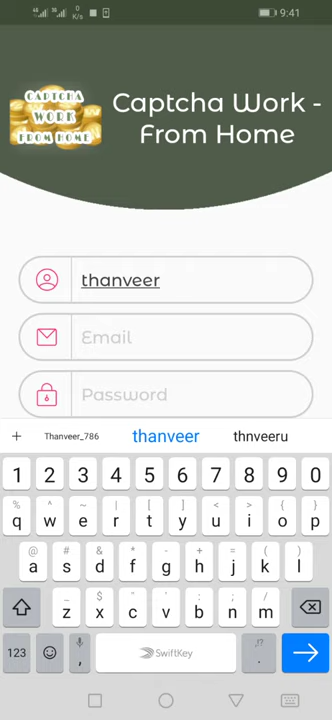 0
K/s
9:41
CAPTCHA
WORK
FROM HOME
Captcha Work -
From Home
thanveer
Email
Password
+ Thanveer_786 thanveer thnveeru
1 2 3 4 5 6 7 8 9 0
% ^ ~ | [ ] < > { }
q w e r t y u i o p
@ # & * - + = ( )
a s d f g h j k l
_ $ " ' : ; /
z x c v b n m
123 , SwiftKey ,!? .